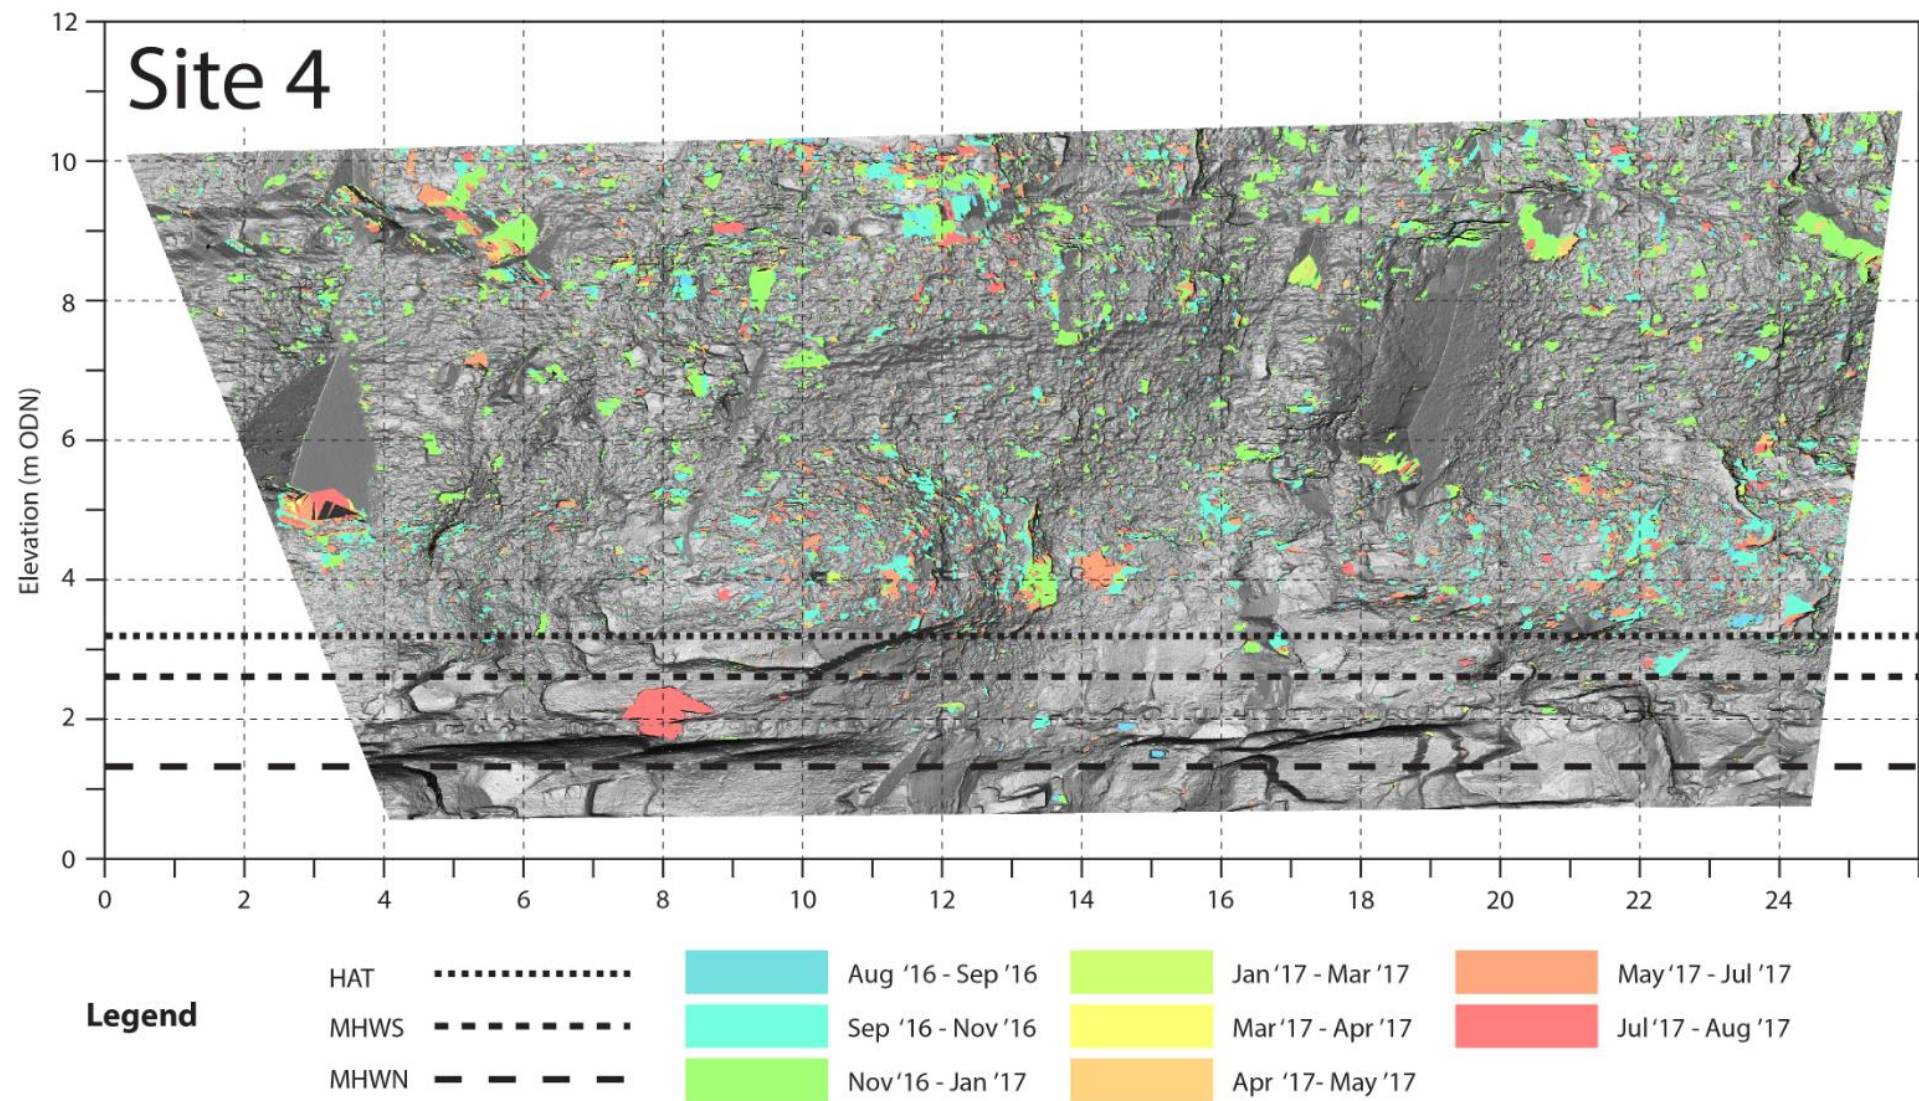 12
Site 4
10
8
6
4
2
0
Elevation (m ODN)
0 2 4 6 8 10 12 14 16 18 20 22 24
Legend
HAT
MHWS
MHWN
Aug ‘16 - Sep ’16
Sep ‘16 - Nov ’16
Nov ‘16 - Jan ’17
Jan ‘17 - Mar ’17
Mar ‘17 - Apr ’17
Apr ‘17- May ’17
May ‘17 - Jul ’17
Jul ‘17 - Aug ’17